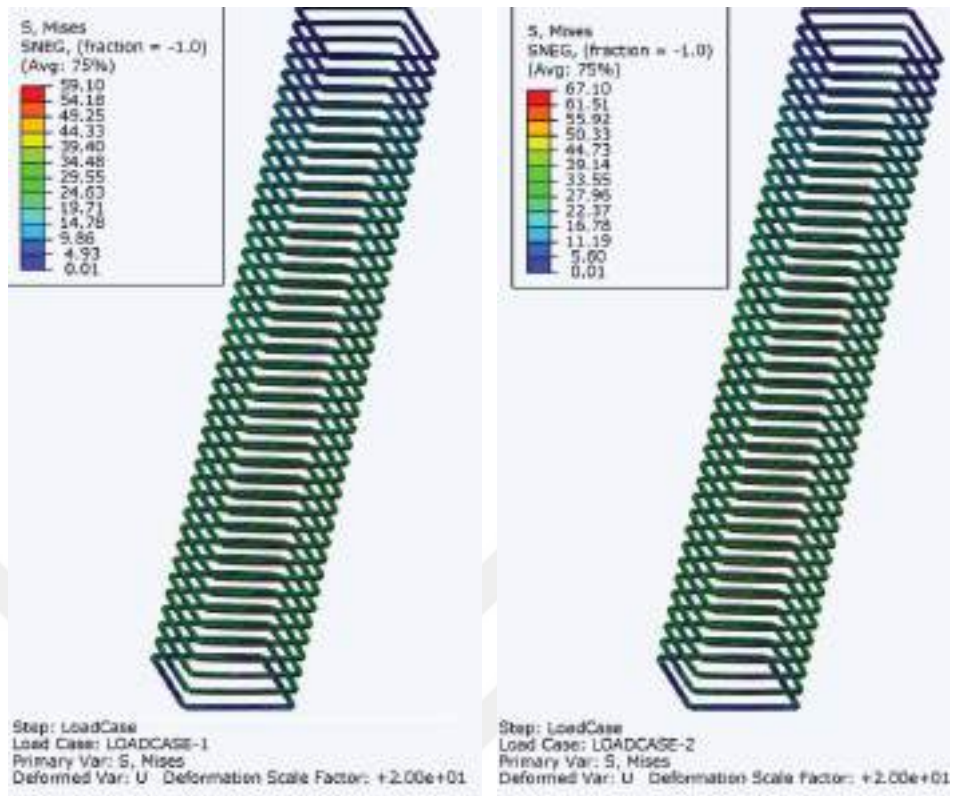 S, Mises
SNEG, (fraction = -1.0)
(Avg: 75%)
59.10
54.18
49.25
44.33
39.40
34.48
29.55
24.63
19.71
14.78
9.86
4.93
0.01
Step: LoadCase
Load Case: LOADCASE-1
Primary Var: S, Mises
Deformed Var: U Deformation Scale Factor: +2.00e+01
S, Mises
SNEG, (fraction = -1.0)
(Avg: 75%)
67.10
61.51
55.92
50.33
44.73
39.14
33.55
27.96
22.37
16.78
11.19
5.60
0.01
Step: LoadCase
Load Case: LOADCASE-2
Primary Var: S, Mises
Deformed Var: U Deformation Scale Factor: +2.00e+01